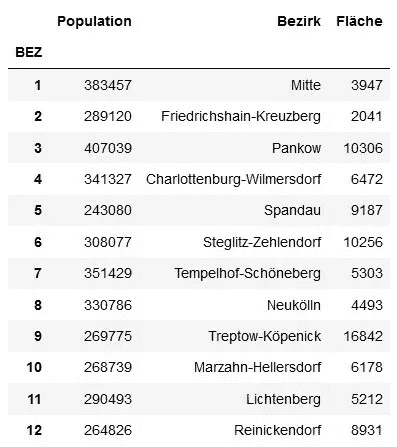 Population Bezirk Fläche
BEZ
1 383457 Mitte 3947
2 289120 Friedrichshain-Kreuzberg 2041
3 407039 Pankow 10306
4 341327 Charlottenburg-Wilmersdorf 6472
5 243080 Spandau 9187
6 308077 Steglitz-Zehlendorf 10256
7 351429 Tempelhof-Schöneberg 5303
8 330786 Neukölln 4493
9 269775 Treptow-Köpenick 16842
10 268739 Marzahn-Hellersdorf 6178
11 290493 Lichtenberg 5212
12 264826 Reinickendorf 8931